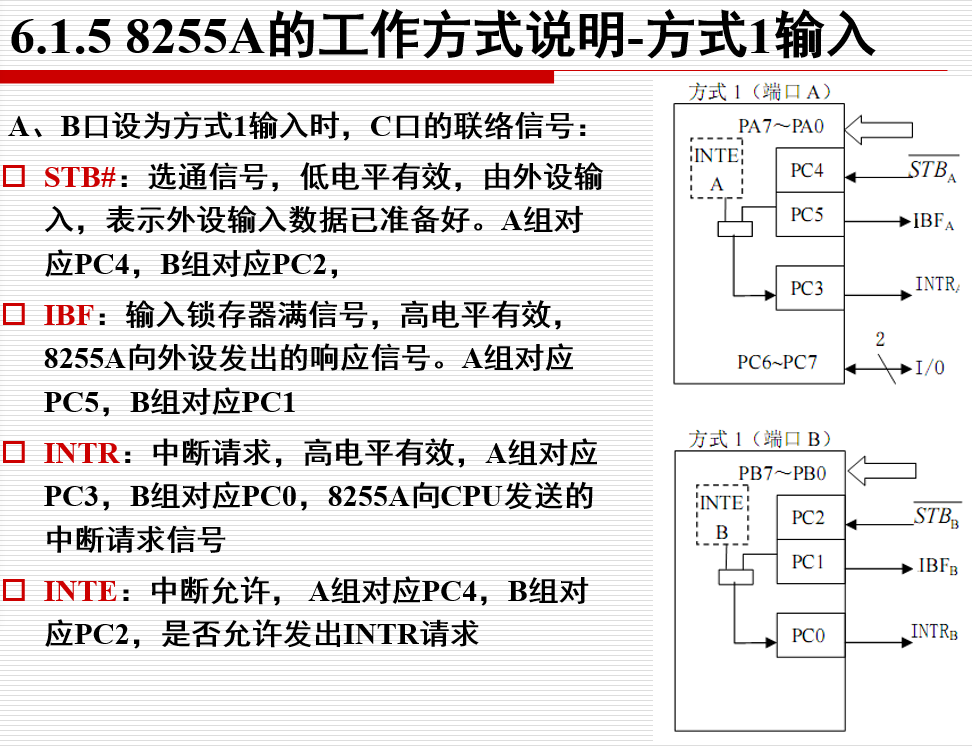 6.1.5 8255A的工作方式说明-方式1输入
A、B口设为方式1输入时，C口的联络信号：
STB#：选通信号，低电平有效，由外设输
入，表示外设输入数据已准备好。A组对
应PC4，B组对应PC2，
IBF：输入锁存器满信号，高电平有效，
8255A向外设发出的响应信号。A组对应
PC5，B组对应PC1
INTR：中断请求，高电平有效，A组对应
PC3，B组对应PC0，8255A向CPU发送的
中断请求信号
INTE：中断允许， A组对应PC4，B组对
应PC2，是否允许发出INTR请求
方式 1（端口 A）
PA7～PA0
INTE
A
PC4
STBA
PC5
IBFA
PC3
INTRA
2
PC6~PC7
I/O
方式 1（端口 B）
PB7～PB0
INTE
B
PC2
STBB
PC1
IBFB
PC0
INTRB